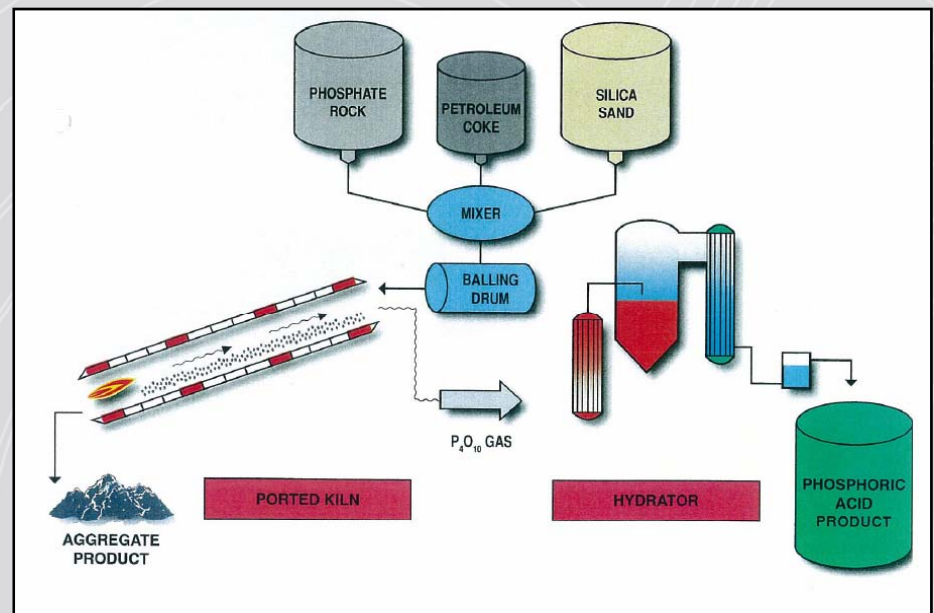 PHOSPHATE
ROCK
PETROLEUM
COKE
SILICA
SAND
MIXER
BALLING
DRUM
P₄O₁₀ GAS
PORTED KILN
HYDRATOR
AGGREGATE
PRODUCT
PHOSPHORIC
ACID
PRODUCT